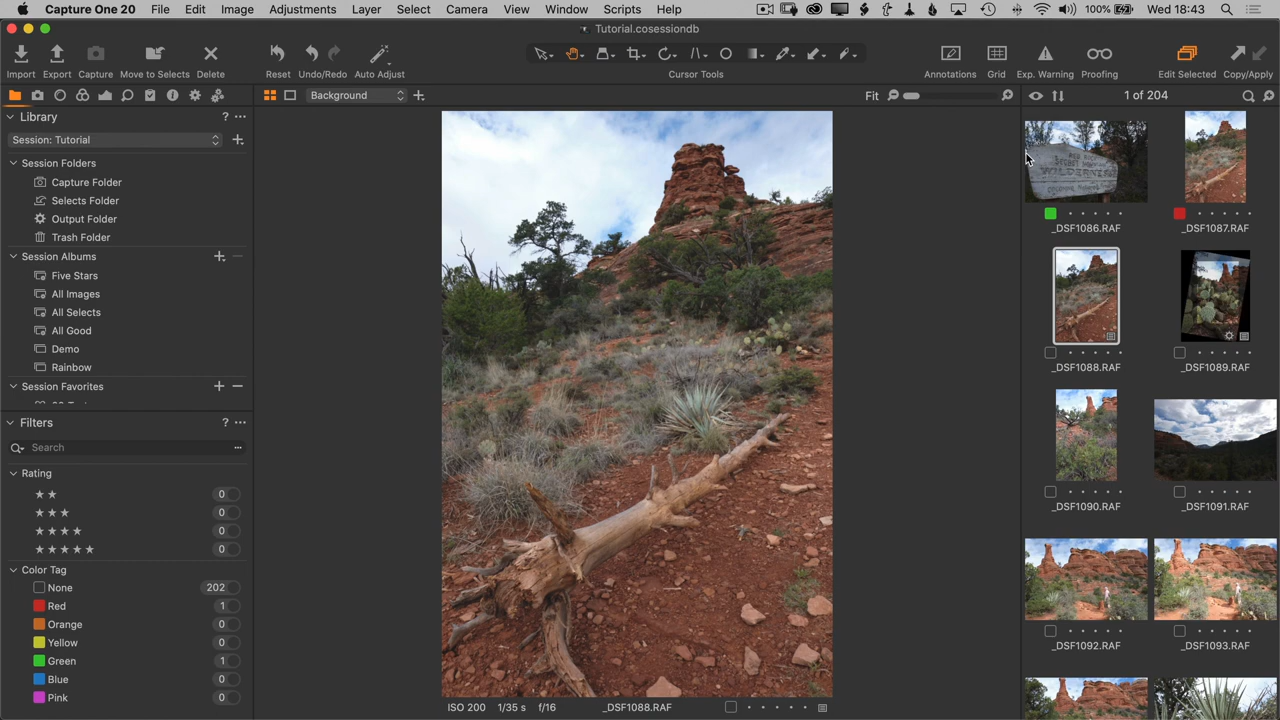 Capture One 20 File Edit Image Adjustments Layer Select Camera View Window Scripts Help 100% Wed 18:43
Tutorial.cosessiondb
Import Export Capture Move to Selects Delete Reset Undo/Redo Auto Adjust Cursor Tools Annotations Grid Exp. Warning Proofing Edit Selected Copy/Apply
Background Fit 1 of 204
Library ?
Session: Tutorial
Session Folders
Capture Folder
Selects Folder
Output Folder
Trash Folder
Session Albums
Five Stars
All Images
All Selects
All Good
Demo
Rainbow
Session Favorites
Filters ?
Search
Rating
0
0
0
0
Color Tag
None 202
Red 1
Orange 0
Yellow 0
Green 1
Blue 0
Pink 0
ISO 200 1/35 s f/16 _DSF1088.RAF
WILDERNESS
_DSF1086.RAF _DSF1087.RAF
_DSF1088.RAF _DSF1089.RAF
_DSF1090.RAF _DSF1091.RAF
_DSF1092.RAF _DSF1093.RAF